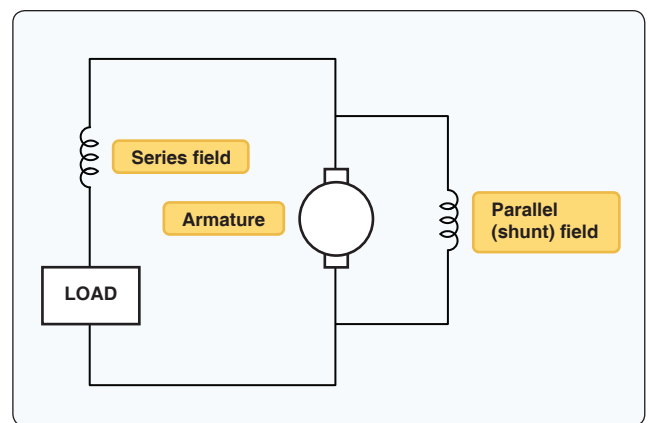 Series field
Armature
Parallel
(shunt) field
LOAD